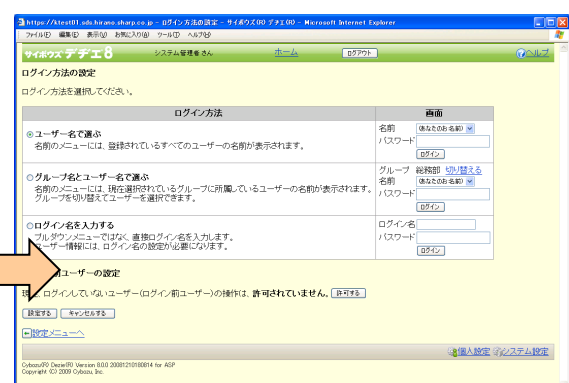 https://ktest01.sds.hirano.sharp.co.jp - ログイン方法の設定 - サイボウズ(R) デヂエ(R) - Microsoft Internet Explorer
ファイル(F) 編集(E) 表示(V) お気に入り(A) ツール(T) ヘルプ(H)
サイボウズ デヂエ8 システム管理者 さん ホーム ログアウト ヘルプ
ログイン方法の設定
ログイン方法を選択してください。
ログイン方法 画面
ユーザー名で選ぶ
名前のメニューには、登録されているすべてのユーザーの名前が表示されます。
名前 (あなたのお名前)
パスワード
ログイン
グループ名とユーザー名で選ぶ
名前のメニューには、現在選択されているグループに所属しているユーザーの名前が表示されます。
グループを切り替えてユーザーを選択できます。
グループ 総務部 切り替える
名前 (あなたのお名前)
パスワード
ログイン
ログイン名を入力する
プルダウンメニューではなく、直接ログイン名を入力します。
ユーザー情報には、ログイン名の設定が必要になります。
ログイン名
パスワード
ログイン
前ユーザーの設定
現在、ログインしていないユーザー(ログイン前ユーザー)の操作は、許可されていません。 許可する
設定する キャンセルする
設定メニューへ
個人設定 システム設定
Cybozu(R) Dezie(R) Version 8.0.0 20081210180814 for ASP
Copyright (C) 2009 Cybozu, Inc.